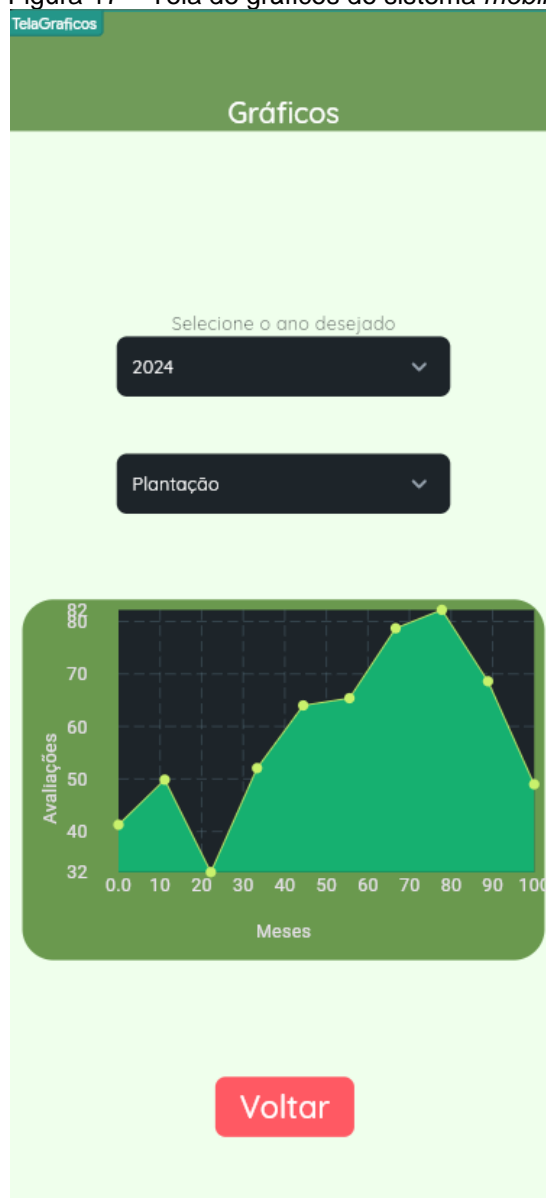 Figura 17 – Tela de gráficos do sistema mobil
TelaGraficos
Gráficos
Selecione o ano desejado
2024
Plantação
82
80
70
60
50
40
32
Avaliações
0.0 10 20 30 40 50 60 70 80 90 100
Meses
Voltar